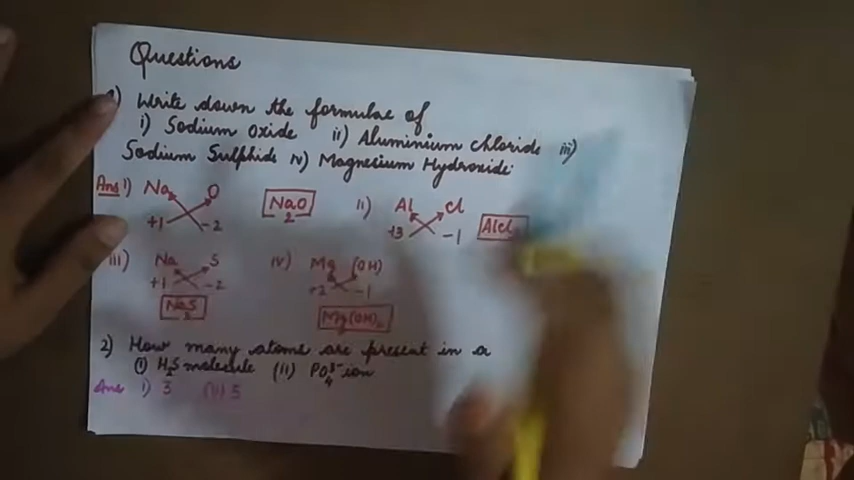 Questions
1) Write down the formulae of
i) Sodium Oxide ii) Aluminium chloride iii)
Sodium Sulphide iv) Magnesium Hydroxide
Ans i) Na O Na₂O ii) Al Cl AlCl₃
+1 -2 +3 -1
iii) Na S iv) Mg (OH)
+1 -2 +2 -1
Na₂S Mg(OH)₂
2) How many atoms are present in a
(i) H₂S molecule (ii) PO₄³⁻ ion
Ans i) 3 (ii) 5